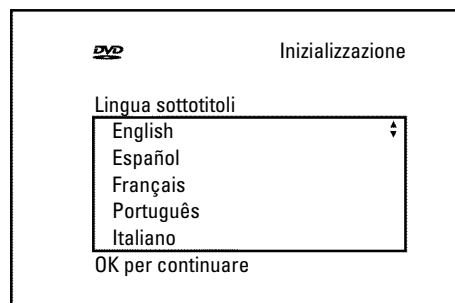 DVD
Inizializzazione
Lingua sottotitoli
English
Español
Français
Português
Italiano
OK per continuare